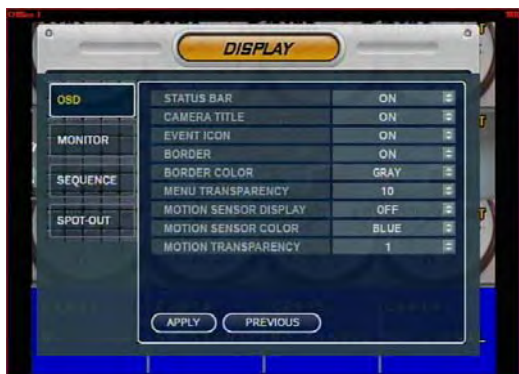 DISPLAY
OSD
MONITOR
SEQUENCE
SPOT-OUT
STATUS BAR ON
CAMERA TITLE ON
EVENT ICON ON
BORDER ON
BORDER COLOR GRAY
MENU TRANSPARENCY 10
MOTION SENSOR DISPLAY OFF
MOTION SENSOR COLOR BLUE
MOTION TRANSPARENCY 1
APPLY PREVIOUS